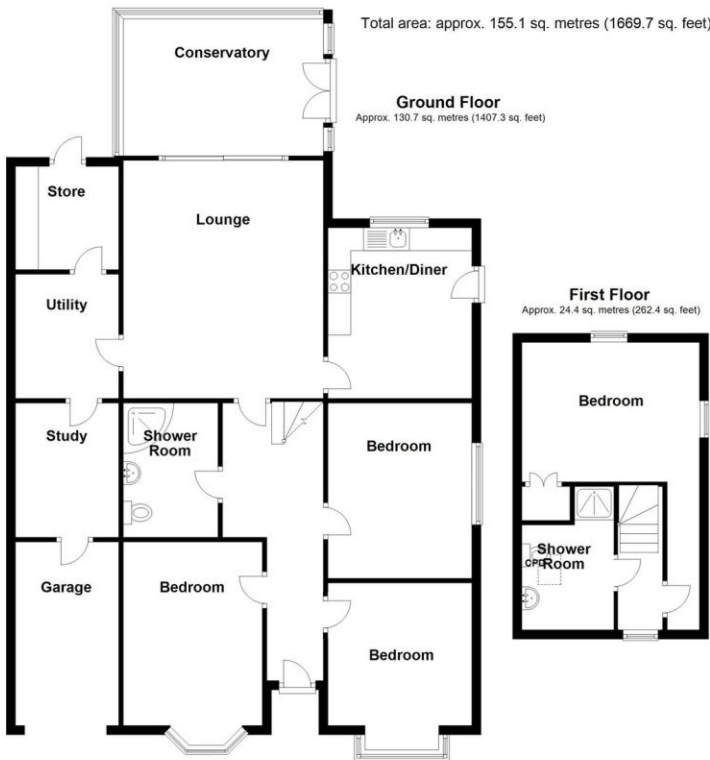 Total area: approx. 155.1 sq. metres (1669.7 sq. feet)
Conservatory
Ground Floor
Approx. 130.7 sq. metres (1407.3 sq. feet)
Store
Lounge
Kitchen/Diner
Utility
Study
Shower
Room
Bedroom
Garage
Bedroom
Bedroom
First Floor
Approx. 24.4 sq. metres (262.4 sq. feet)
Bedroom
Shower
Room
CPD